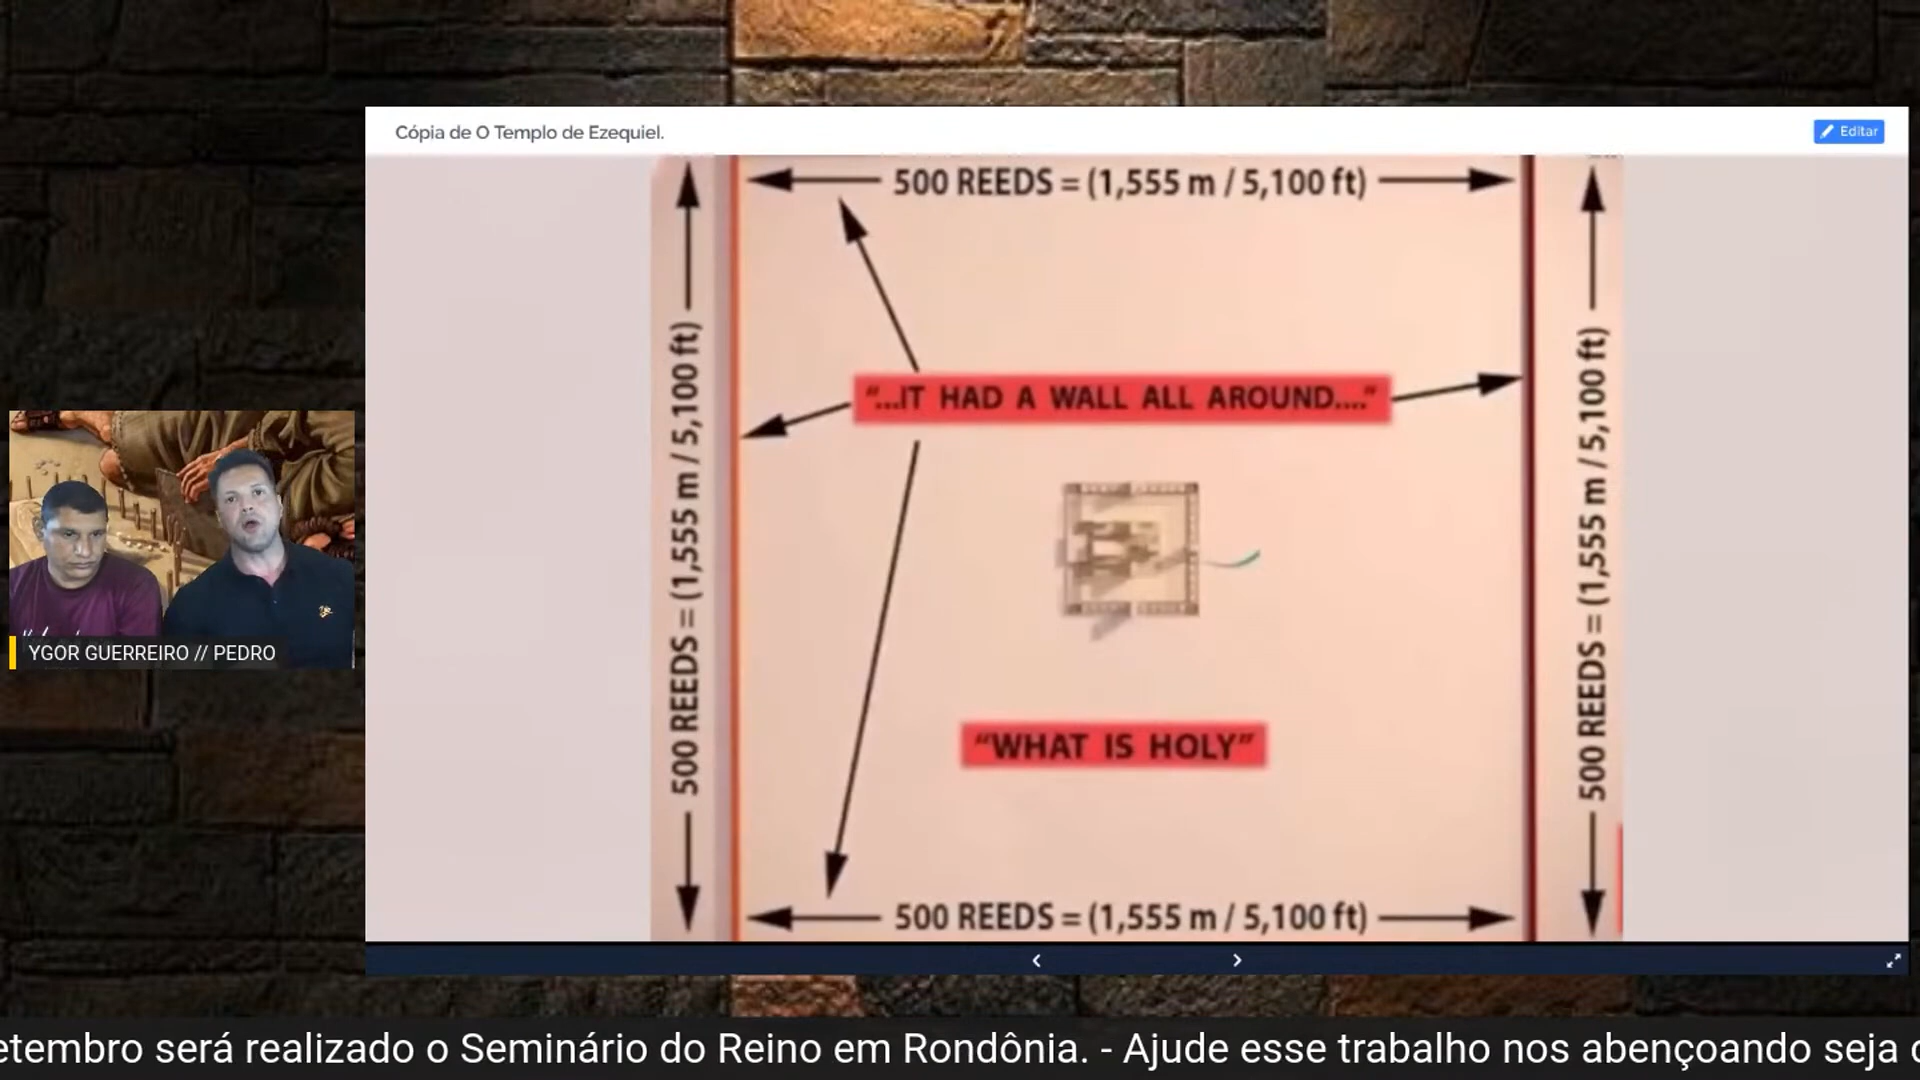 Cópia de O Templo de Ezequiel.
Editar
500 REEDS = (1,555 m / 5,100 ft)
500 REEDS = (1,555 m / 5,100 ft)
"...IT HAD A WALL ALL AROUND...."
500 REEDS = (1,555 m / 5,100 ft)
"WHAT IS HOLY"
500 REEDS = (1,555 m / 5,100 ft)
YGOR GUERREIRO // PEDRO
etembro será realizado o Seminário do Reino em Rondônia. - Ajude esse trabalho nos abençoando seja